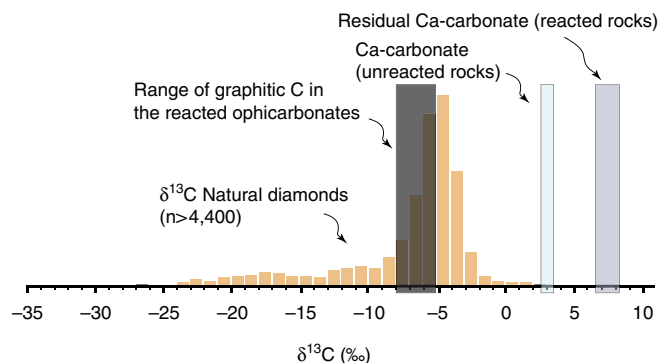 Residual Ca-carbonate (reacted rocks)
Ca-carbonate
(unreacted rocks)
Range of graphitic C in
the reacted ophicarbonates
δ¹³C Natural diamonds
(n>4,400)
–35 –30 –25 –20 –15 –10 –5 0 5 10
δ¹³C (‰)